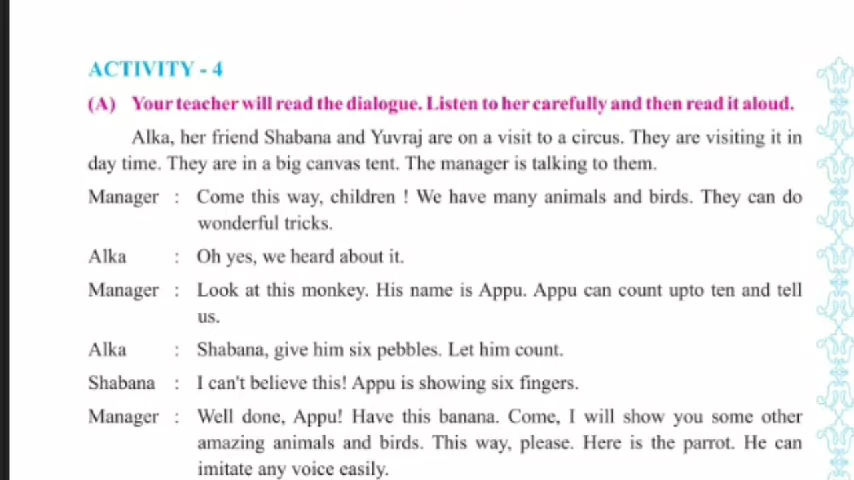 ACTIVITY - 4
(A) Your teacher will read the dialogue. Listen to her carefully and then read it aloud.
Alka, her friend Shabana and Yuvraj are on a visit to a circus. They are visiting it in
day time. They are in a big canvas tent. The manager is talking to them.
Manager : Come this way, children ! We have many animals and birds. They can do
wonderful tricks.
Alka : Oh yes, we heard about it.
Manager : Look at this monkey. His name is Appu. Appu can count upto ten and tell
us.
Alka : Shabana, give him six pebbles. Let him count.
Shabana : I can't believe this! Appu is showing six fingers.
Manager : Well done, Appu! Have this banana. Come, I will show you some other
amazing animals and birds. This way, please. Here is the parrot. He can
imitate any voice easily.